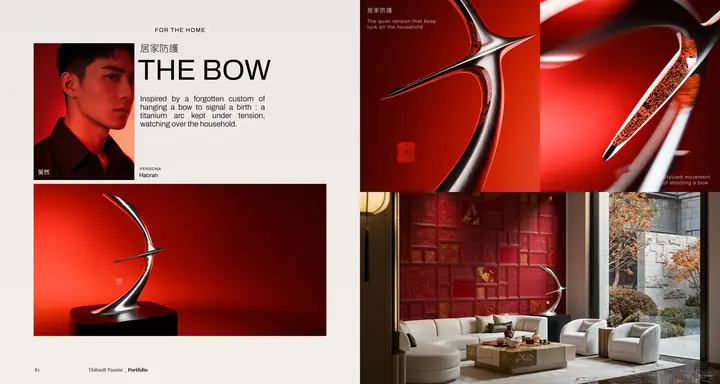 FOR THE HOME
居家防護
THE BOW
Inspired by a forgotten custom of
hanging a bow to signal a birth : a
titanium arc kept under tension,
watching over the household.
昊然
PERSONA
Haoran
Thibault Pannini _ Portfolio
居家防護
The quiet tension that keep
luck on the household
stylized movement
of shooting a bow